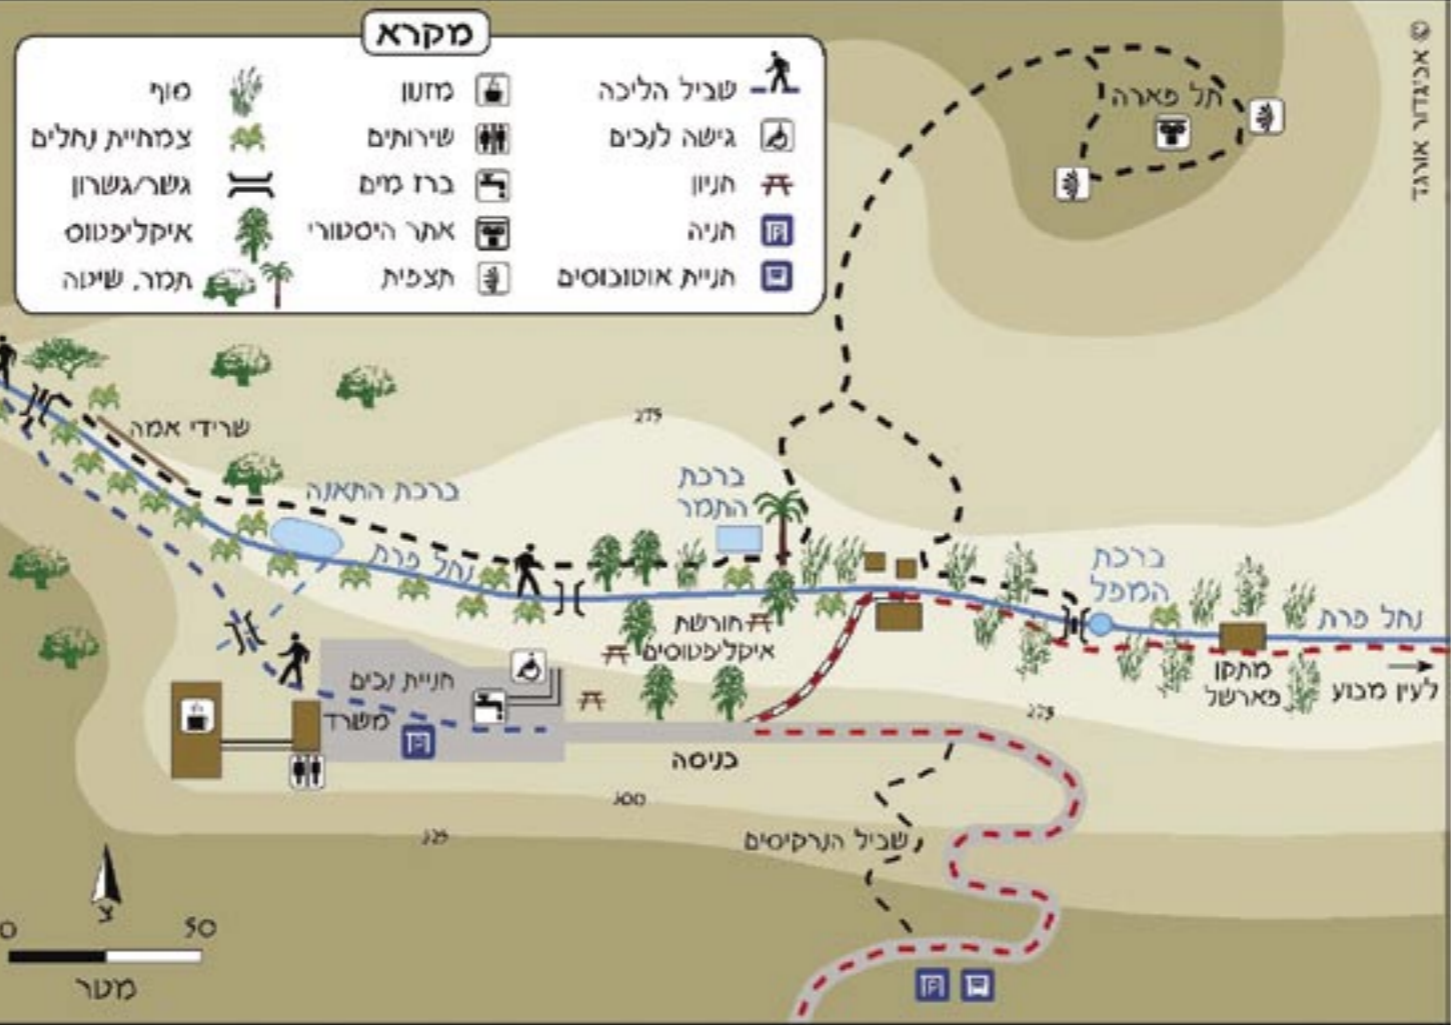 מקרא
שביל הליכה
גישה לנכים
חניון
חניה
חניית אוטובוסים
מזנון
שירותים
ברז מים
אתר היסטורי
תצפית
סוף
צמחיית נחלים
גשר/גשרון
איקליפטוס
תמר, שיטה
© אביגדור אורגד
תל פארה
275
שרידי אמה
ברכת התאנה
נחל פרת
ברכת
התמר
ברכת
המפל
נחל פרת
חורשת
איקליפטוסים
מתקן
פארשל
לעין מבוע
חניית נכים
משרד
כניסה
275
300
325
שביל הנרקיסים
צ
0 50
מטר